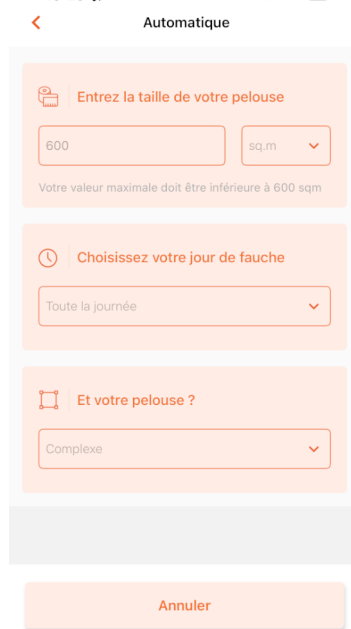 Automatique
Entrez la taille de votre pelouse
600
sq.m
Votre valeur maximale doit être inférieure à 600 sqm
Choisissez votre jour de fauche
Toute la journée
Et votre pelouse ?
Complexe
Annuler